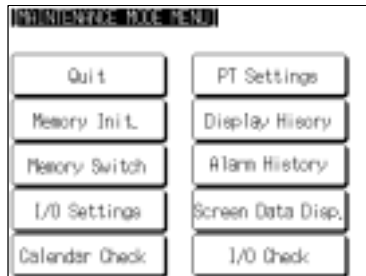 [MAINTENANCE MODE MENU]
Quit
PT Settings
Memory Init.
Display Hisory
Memory Switch
Alarm History
I/O Settings
Screen Data Disp.
Calendar Check
I/O Check